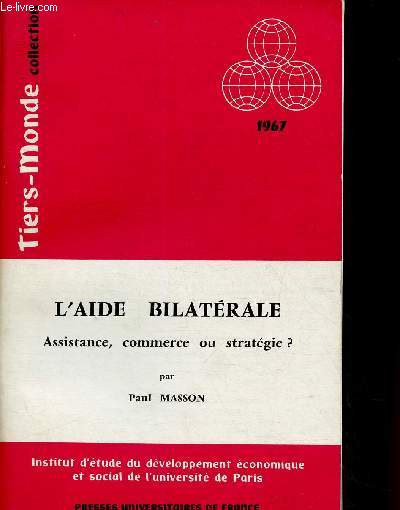 Le-livre.com
Tiers-Monde
collection
1967
L'AIDE BILATÉRALE
Assistance, commerce ou stratégie ?
par
Paul MASSON
Institut d'étude du développement économique
et social de l'université de Paris
PRESSES UNIVERSITAIRES DE FRANCE